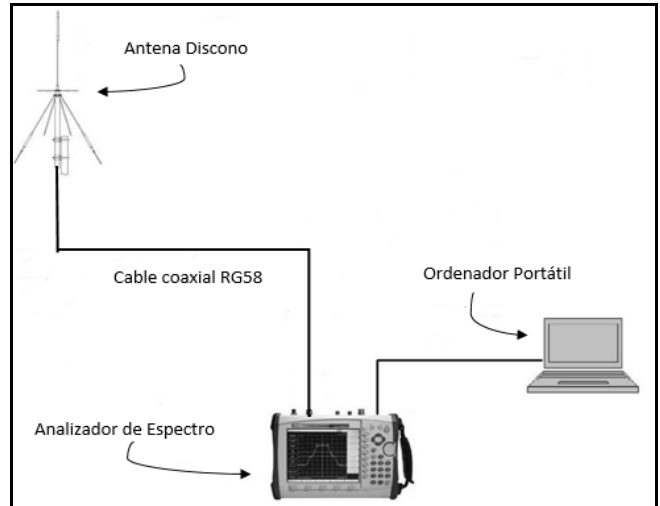 Antena Discono
Cable coaxial RG58
Ordenador Portátil
Analizador de Espectro